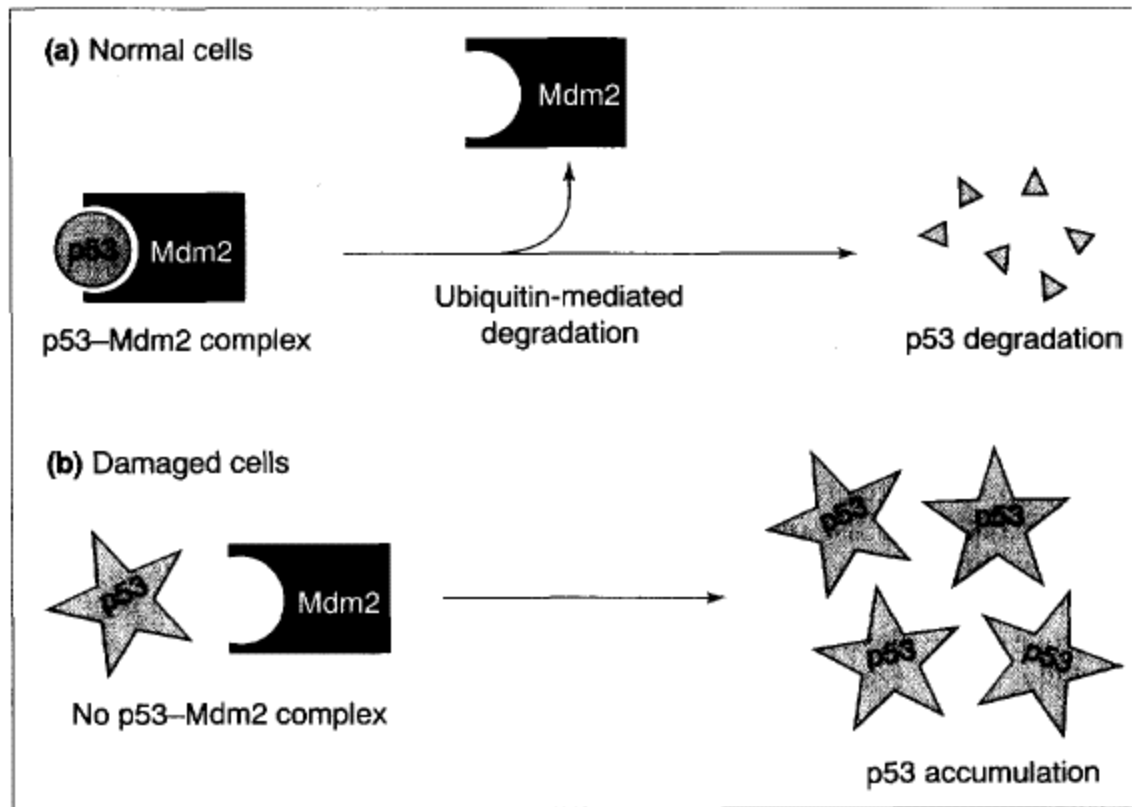 (a) Normal cells
Mdm2
p53
Mdm2
Ubiquitin-mediated
degradation
p53–Mdm2 complex
p53 degradation
(b) Damaged cells
p53
p53
p53
Mdm2
p53
p53
No p53–Mdm2 complex
p53 accumulation